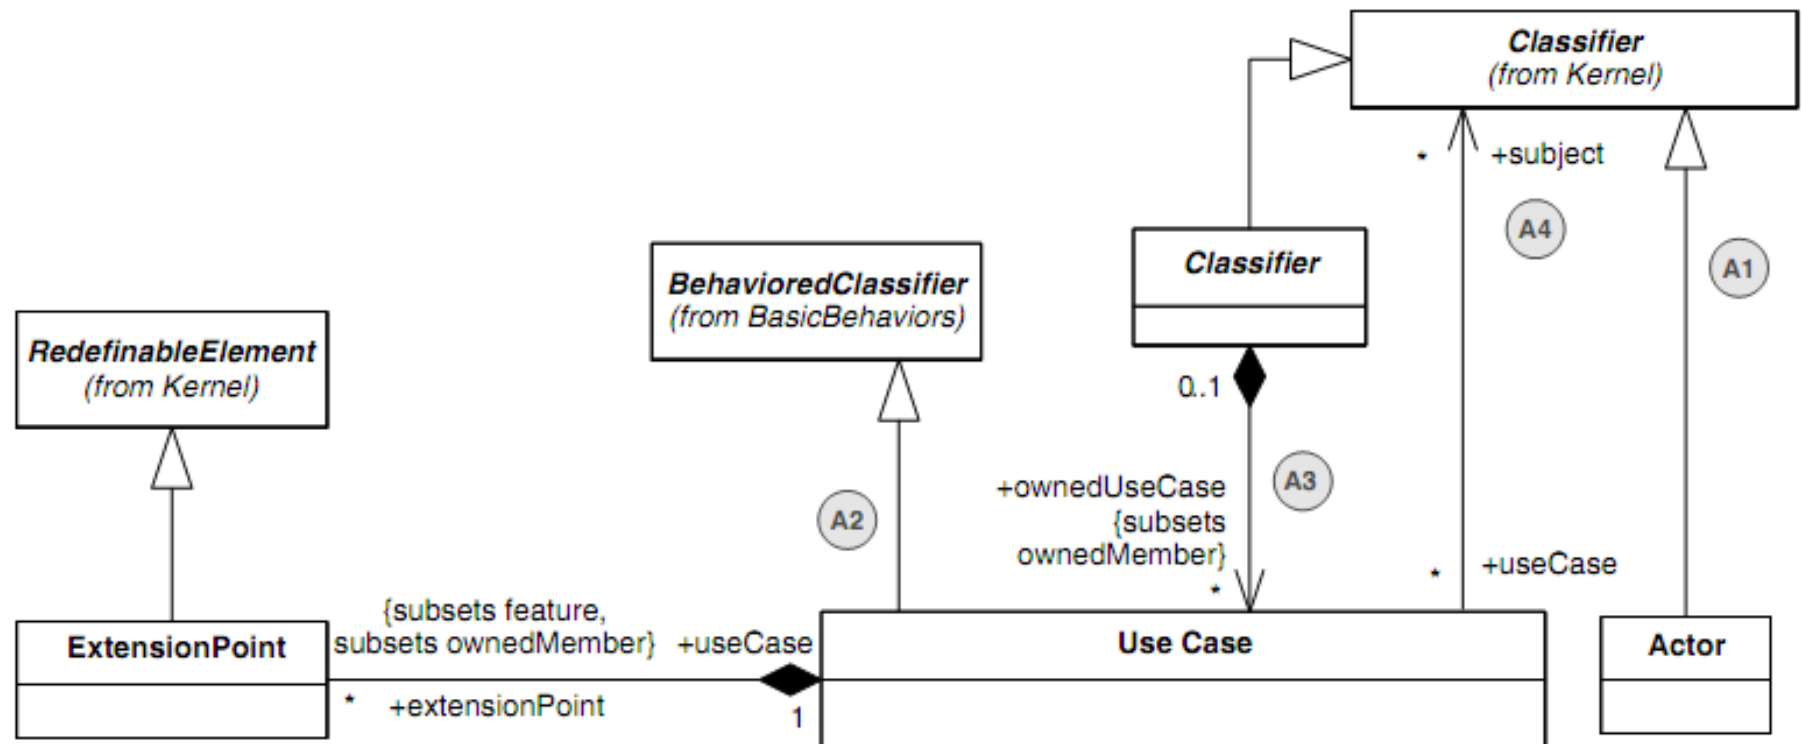 Classifier
(from Kernel)
* +subject
A4
A1
Classifier
BehavioredClassifier
(from BasicBehaviors)
RedefinableElement
(from Kernel)
0..1
A3
A2
+ownedUseCase
{subsets
ownedMember}
*
* +useCase
{subsets feature,
subsets ownedMember} +useCase
ExtensionPoint
Use Case
Actor
* +extensionPoint
1